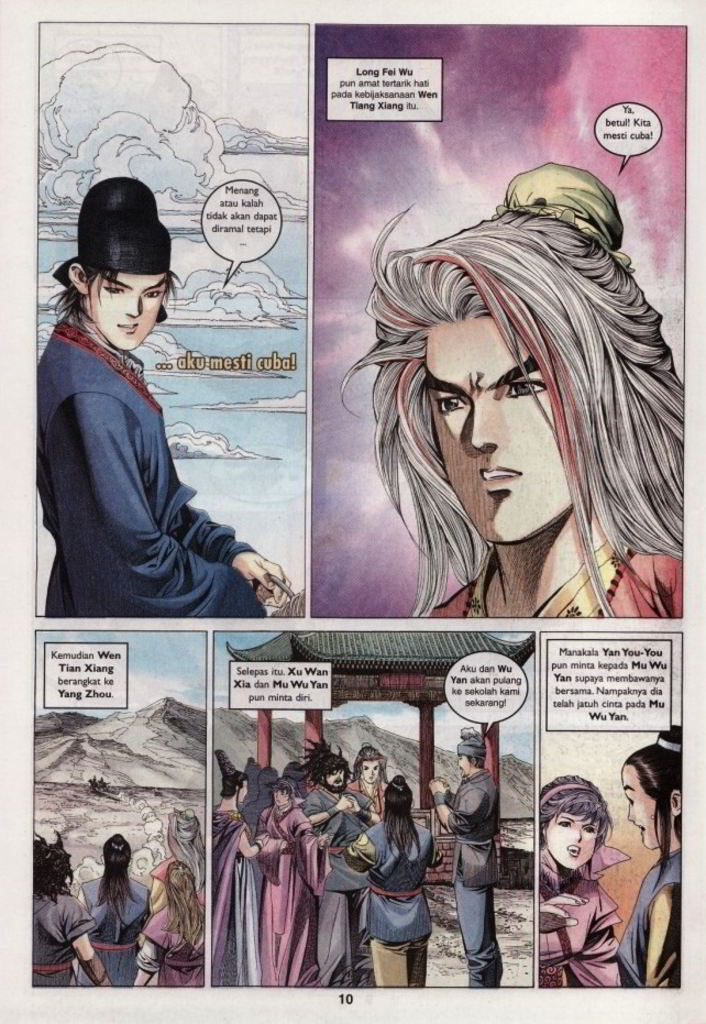 Menang
atau kalah
tidak akan dapat
diramal tetapi
...
... aku mesti cuba!
Long Fei Wu
pun amat tertarik hati
pada kebijaksanaan Wen
Tiang Xiang itu.
Ya,
betul! Kita
mesti cuba!
Kemudian Wen
Tian Xiang
berangkat ke
Yang Zhou.
Selepas itu. Xu Wan
Xia dan Mu Wu Yan
pun minta diri.
Aku dan Wu
Yan akan pulang
ke sekolah kami
sekarang!
Manakala Yan You-You
pun minta kepada Mu Wu
Yan supaya membawanya
bersama. Nampaknya dia
telah jatuh cinta pada Mu
Wu Yan.
10